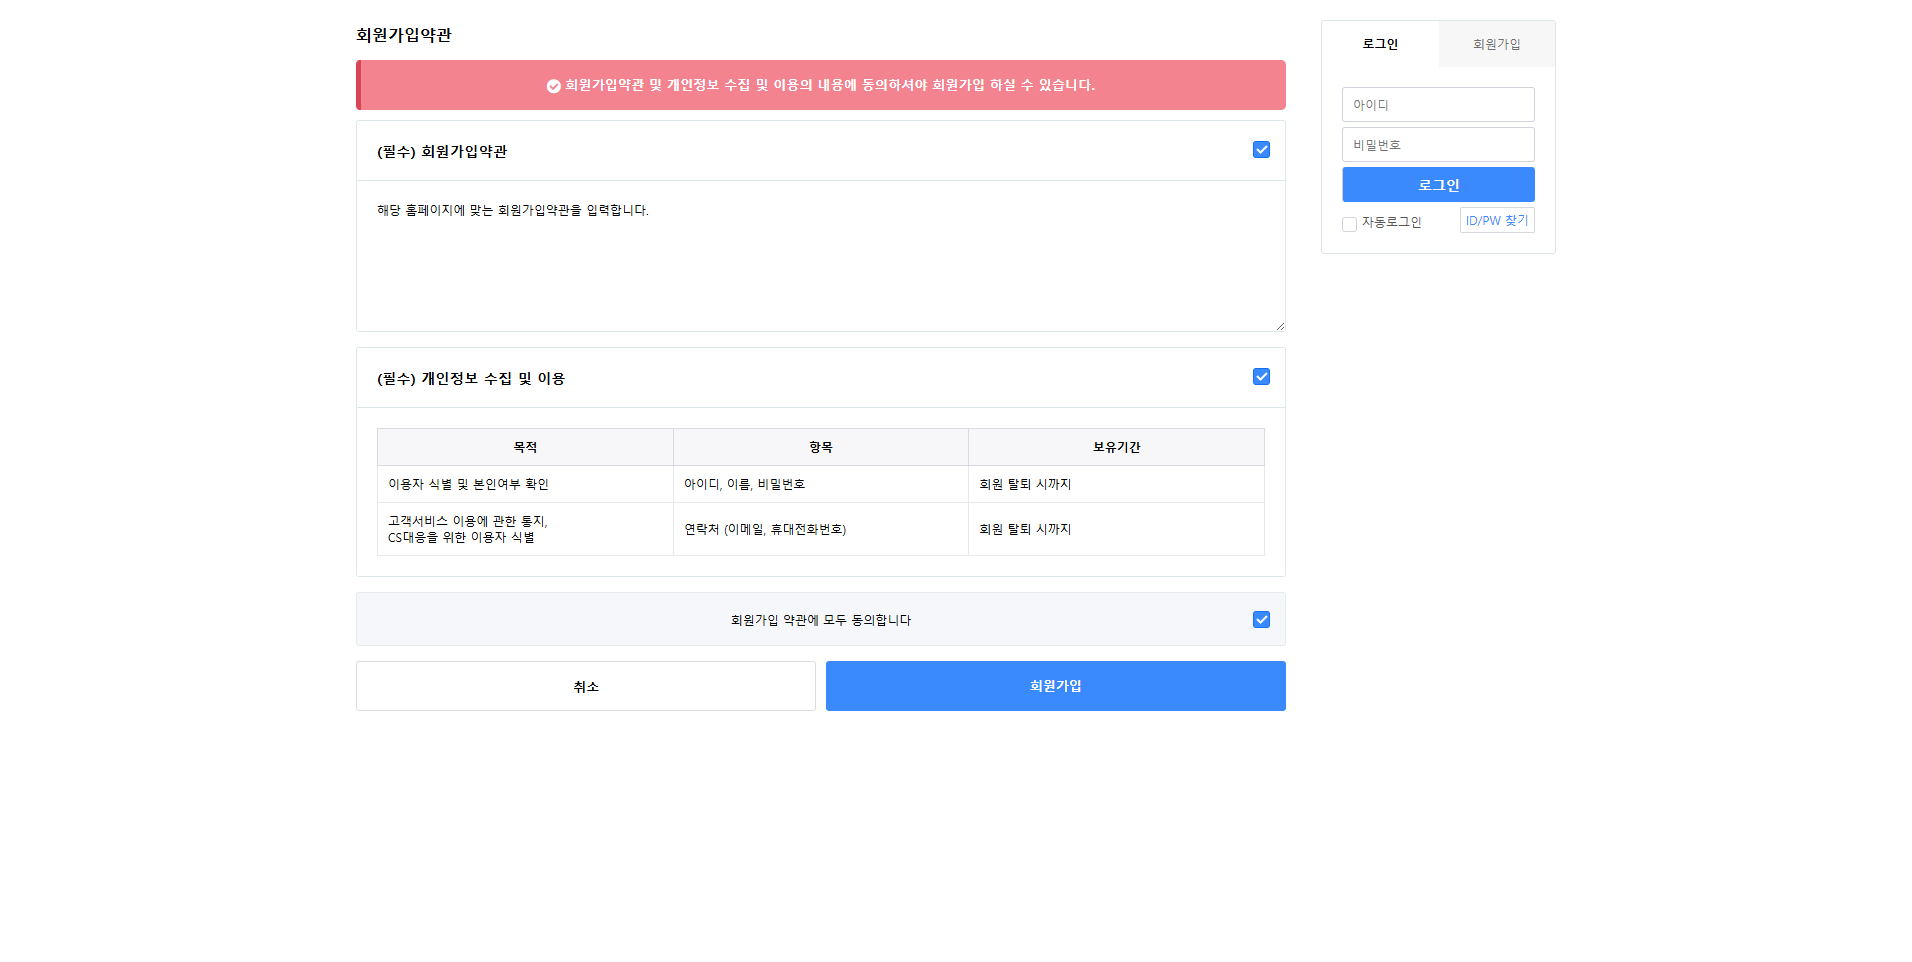 회원가입약관
회원가입약관 및 개인정보 수집 및 이용의 내용에 동의하셔야 회원가입 하실 수 있습니다.
(필수) 회원가입약관
해당 홈페이지에 맞는 회원가입약관을 입력합니다.
(필수) 개인정보 수집 및 이용
목적 항목 보유기간
이용자 식별 및 본인여부 확인 아이디, 이름, 비밀번호 회원 탈퇴 시까지
고객서비스 이용에 관한 통지,
CS대응을 위한 이용자 식별 연락처 (이메일, 휴대전화번호) 회원 탈퇴 시까지
회원가입 약관에 모두 동의합니다
취소 회원가입
로그인 회원가입
아이디
비밀번호
로그인
자동로그인 ID/PW 찾기